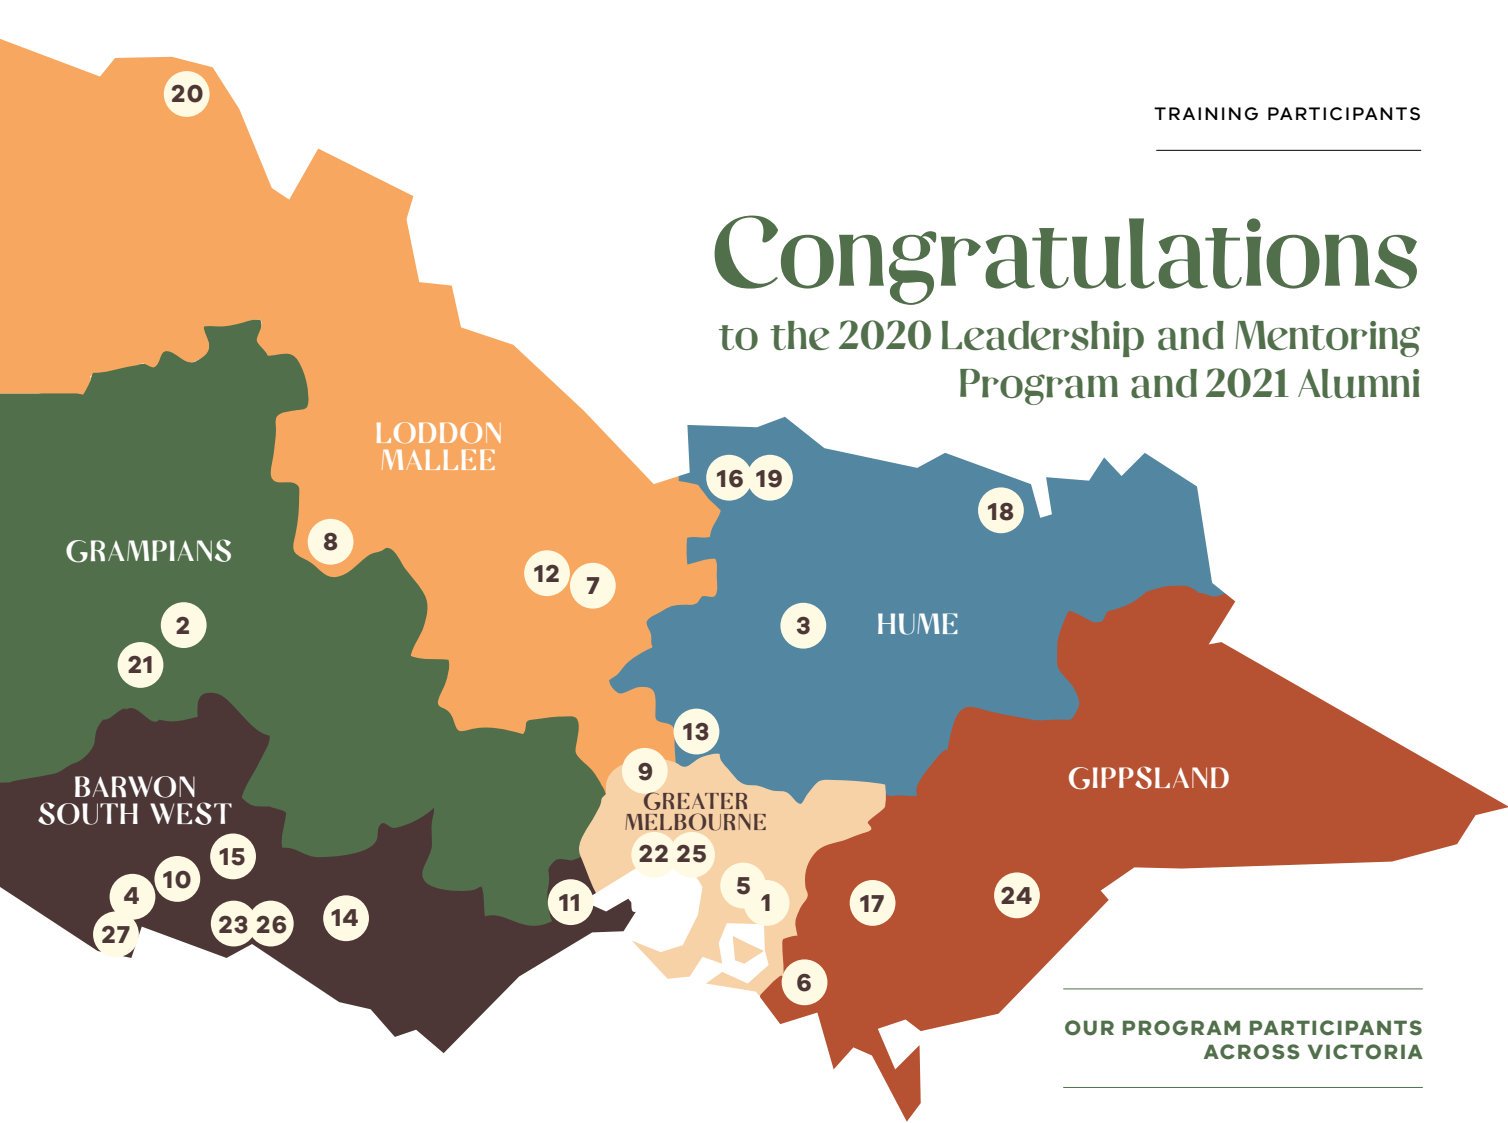 TRAINING PARTICIPANTS
Congratulations
to the 2020 Leadership and Mentoring
Program and 2021 Alumni
20
LODDON
MALLEE
16 19
18
8
GRAMPIANS
12
7
2
3
HUME
21
13
9
GIPPSLAND
BARWON
SOUTH WEST
GREATER
MELBOURNE
22 25
15
10
5
4
1
11
17
24
23 26
14
27
6
OUR PROGRAM PARTICIPANTS
ACROSS VICTORIA